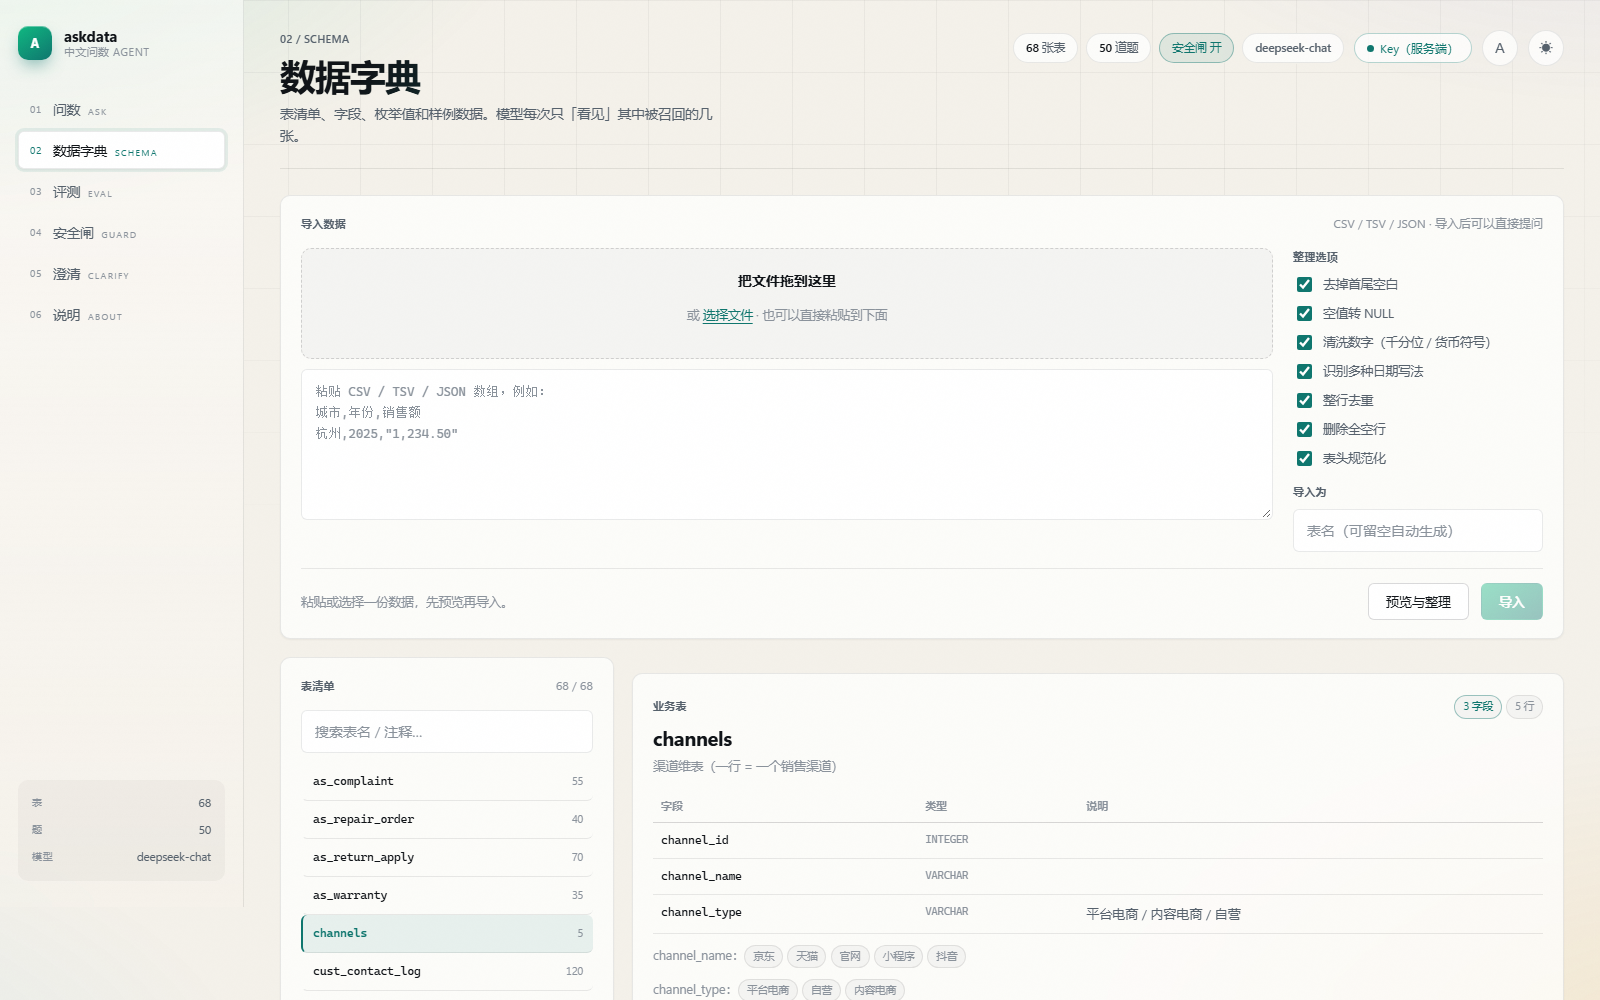 A
askdata
中文问数 AGENT
01 问数 ASK
02 数据字典 SCHEMA
03 评测 EVAL
04 安全闸 GUARD
05 澄清 CLARIFY
06 说明 ABOUT
表 68
题 50
模型 deepseek-chat
02 / SCHEMA
数据字典
表清单、字段、枚举值和样例数据。模型每次只「看见」其中被召回的几
张。
68 张表
50 道题
安全闸 开
deepseek-chat
Key（服务端）
A
导入数据
CSV / TSV / JSON · 导入后可以直接提问
把文件拖到这里
或 选择文件 · 也可以直接粘贴到下面
粘贴 CSV / TSV / JSON 数组，例如：
城市,年份,销售额
杭州,2025,"1,234.50"
整理选项
去掉首尾空白
空值转 NULL
清洗数字（千分位 / 货币符号）
识别多种日期写法
整行去重
删除全空行
表头规范化
导入为
表名（可留空自动生成）
粘贴或选择一份数据，先预览再导入。
预览与整理
导入
表清单
68 / 68
搜索表名 / 注释...
as_complaint 55
as_repair_order 40
as_return_apply 70
as_warranty 35
channels 5
cust_contact_log 120
业务表
3 字段
5 行
channels
渠道维表（一行 = 一个销售渠道）
字段 类型 说明
channel_id INTEGER
channel_name VARCHAR
channel_type VARCHAR 平台电商 / 内容电商 / 自营
channel_name： 京东 天猫 官网 小程序 抖音
channel_type： 平台电商 自营 内容电商